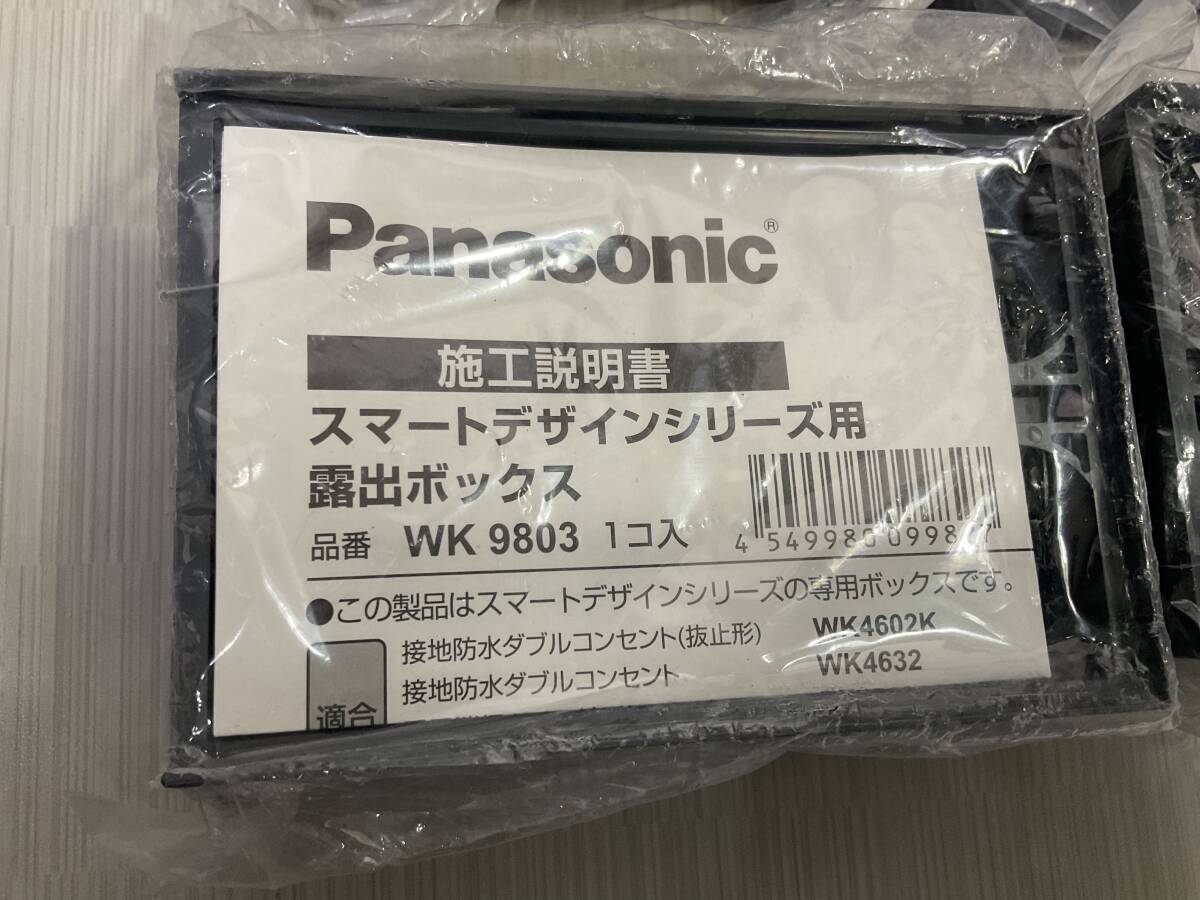 Panasonic®
施工説明書
スマートデザインシリーズ用
露出ボックス
品番 WK 9803 1コ入
4 549980 0998
●この製品はスマートデザインシリーズの専用ボックスです。
適合
接地防水ダブルコンセント(抜止形) WK4602K
接地防水ダブルコンセント WK4632